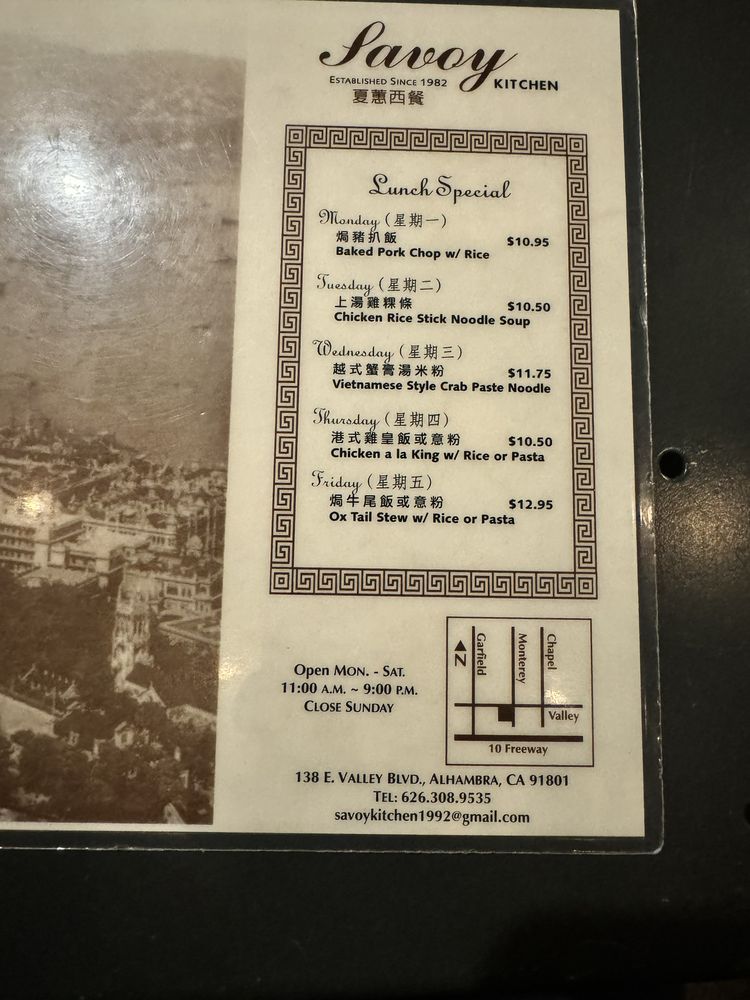 Savoy KITCHEN
ESTABLISHED SINCE 1982
夏蕙西餐
Lunch Special
Monday (星期一)
焗豬扒飯 $10.95
Baked Pork Chop w/ Rice
Tuesday (星期二)
上湯雞粿條 $10.50
Chicken Rice Stick Noodle Soup
Wednesday (星期三)
越式蟹膏湯米粉 $11.75
Vietnamese Style Crab Paste Noodle
Thursday (星期四)
港式雞皇飯或意粉 $10.50
Chicken a la King w/ Rice or Pasta
Friday (星期五)
焗牛尾飯或意粉 $12.95
Ox Tail Stew w/ Rice or Pasta
OPEN MON. - SAT.
11:00 A.M. ~ 9:00 P.M.
CLOSE SUNDAY
N
Garfield
Monterey
Chapel
Valley
10 Freeway
138 E. VALLEY BLVD., ALHAMBRA, CA 91801
TEL: 626.308.9535
savoykitchen1992@gmail.com